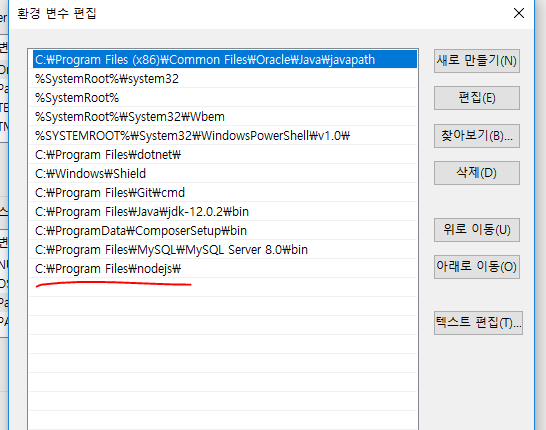 환경 변수 편집
C:₩Program Files (x86)₩Common Files₩Oracle₩Java₩javapath
%SystemRoot%₩system32
%SystemRoot%
%SystemRoot%₩System32₩Wbem
%SYSTEMROOT%₩System32₩WindowsPowerShell₩v1.0₩
C:₩Program Files₩dotnet₩
C:₩Windows₩Shield
C:₩Program Files₩Git₩cmd
C:₩Program Files₩Java₩jdk-12.0.2₩bin
C:₩ProgramData₩ComposerSetup₩bin
C:₩Program Files₩MySQL₩MySQL Server 8.0₩bin
C:₩Program Files₩nodejs₩
새로 만들기(N)
편집(E)
찾아보기(B)...
삭제(D)
위로 이동(U)
아래로 이동(O)
텍스트 편집(T)...